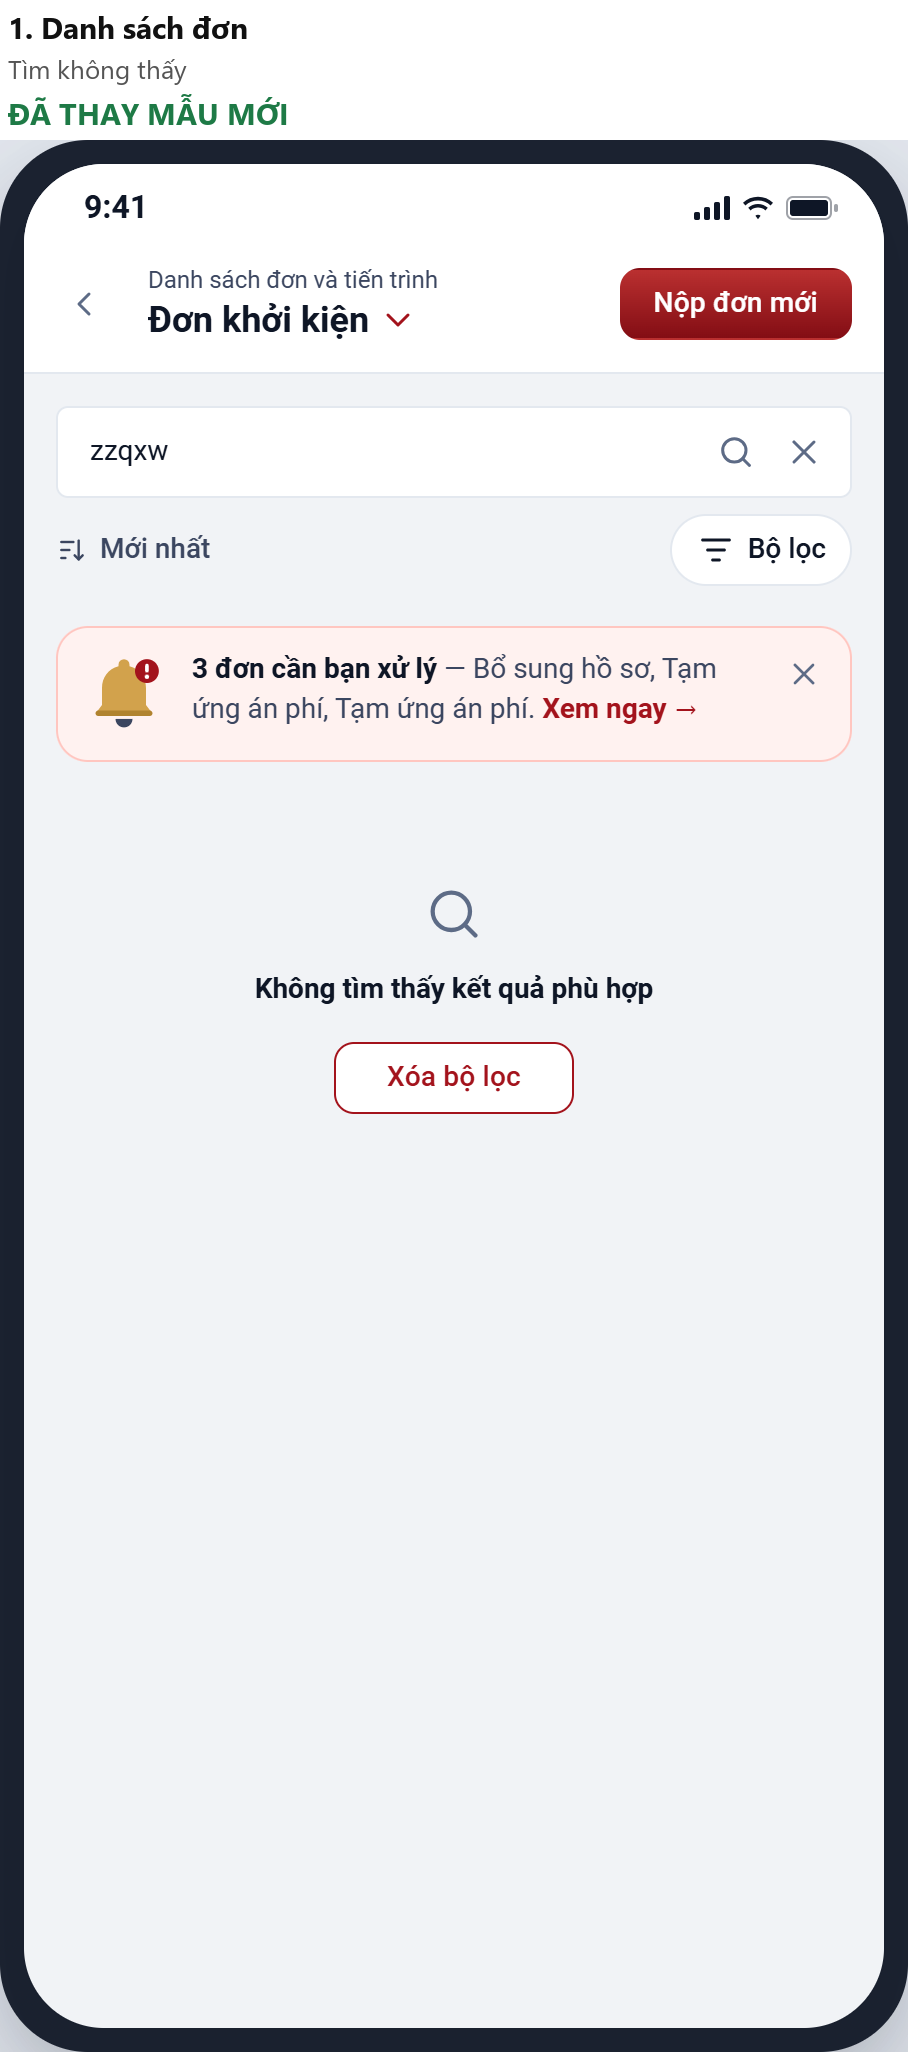 1. Danh sách đơn
Tìm không thấy
ĐÃ THAY MẪU MỚI
9:41
Danh sách đơn và tiến trình
Đơn khởi kiện
Nộp đơn mới
zzqxw
Mới nhất
Bộ lọc
3 đơn cần bạn xử lý — Bổ sung hồ sơ, Tạm
ứng án phí, Tạm ứng án phí. Xem ngay →
Không tìm thấy kết quả phù hợp
Xóa bộ lọc